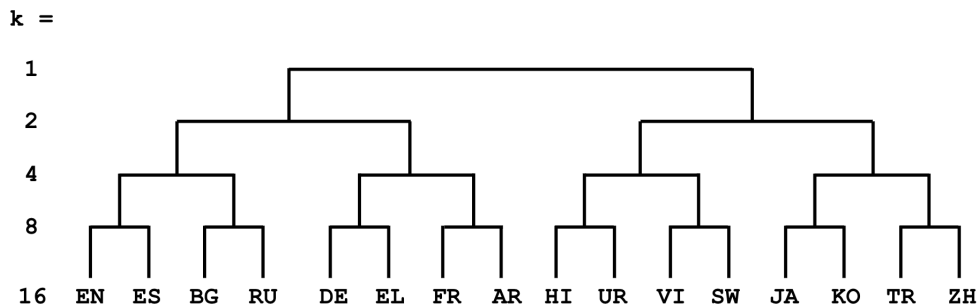 k =
1
2
4
8
16 EN ES BG RU DE EL FR AR HI UR VI SW JA KO TR ZH